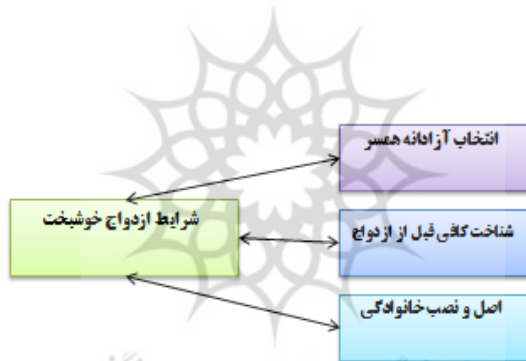 انتخاب آزادانه همسر
شرایط ازدواج خوشبخت
شناخت کافی قبل از ازدواج
اصل و نصب خانوادگی